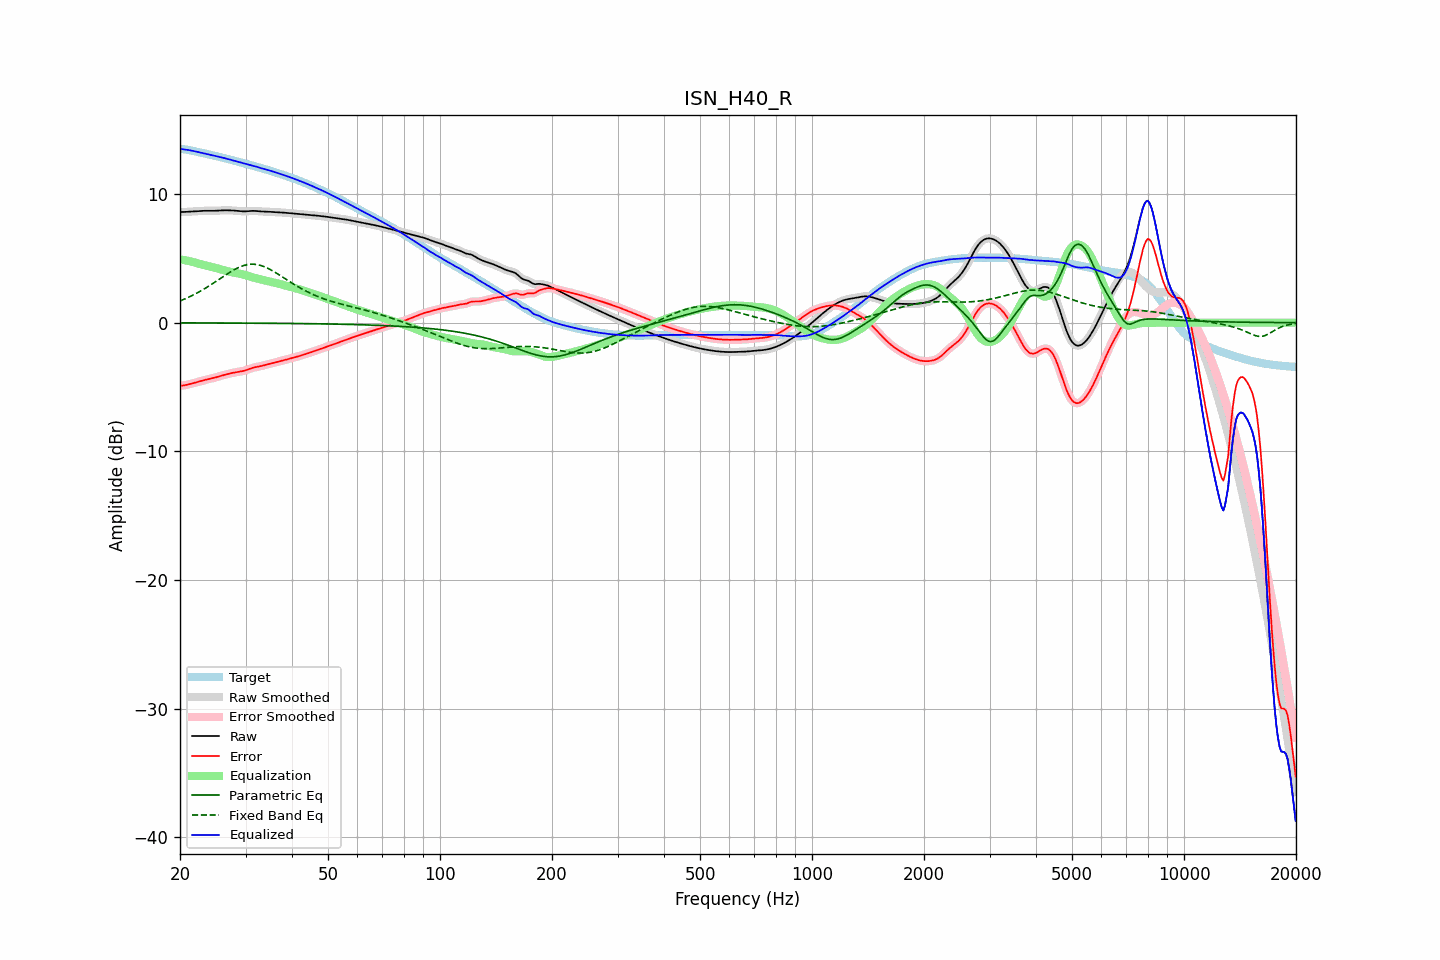 ISN_H40_R
Amplitude (dBr)
10
0
−10
−20
−30
−40
Target
Raw Smoothed
Error Smoothed
Raw
Error
Equalization
Parametric Eq
Fixed Band Eq
Equalized
20 50 100 200 500 1000 2000 5000 10000 20000
Frequency (Hz)